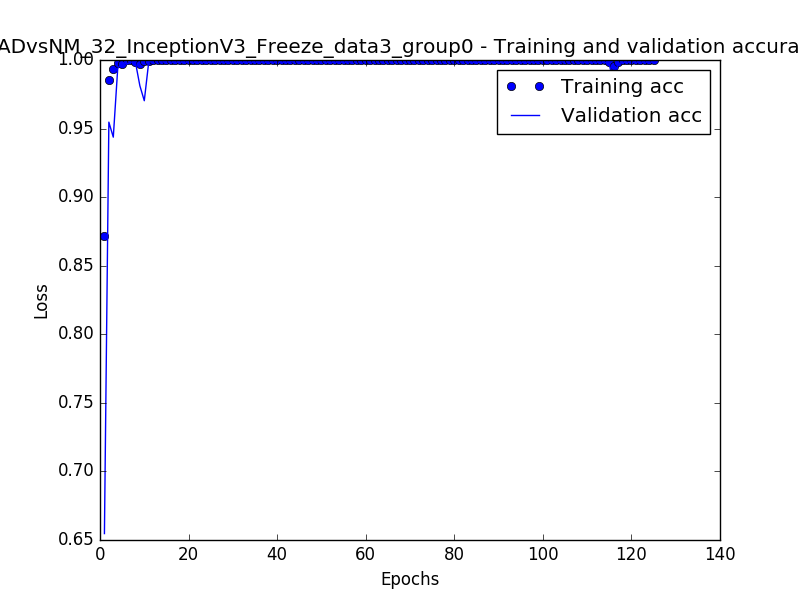 ADvsNM_32_InceptionV3_Freeze_data3_group0 - Training and validation accura
1.00
0.95
0.90
0.85
0.80
0.75
0.70
0.65
Loss
Training acc
Validation acc
0 20 40 60 80 100 120 140
Epochs